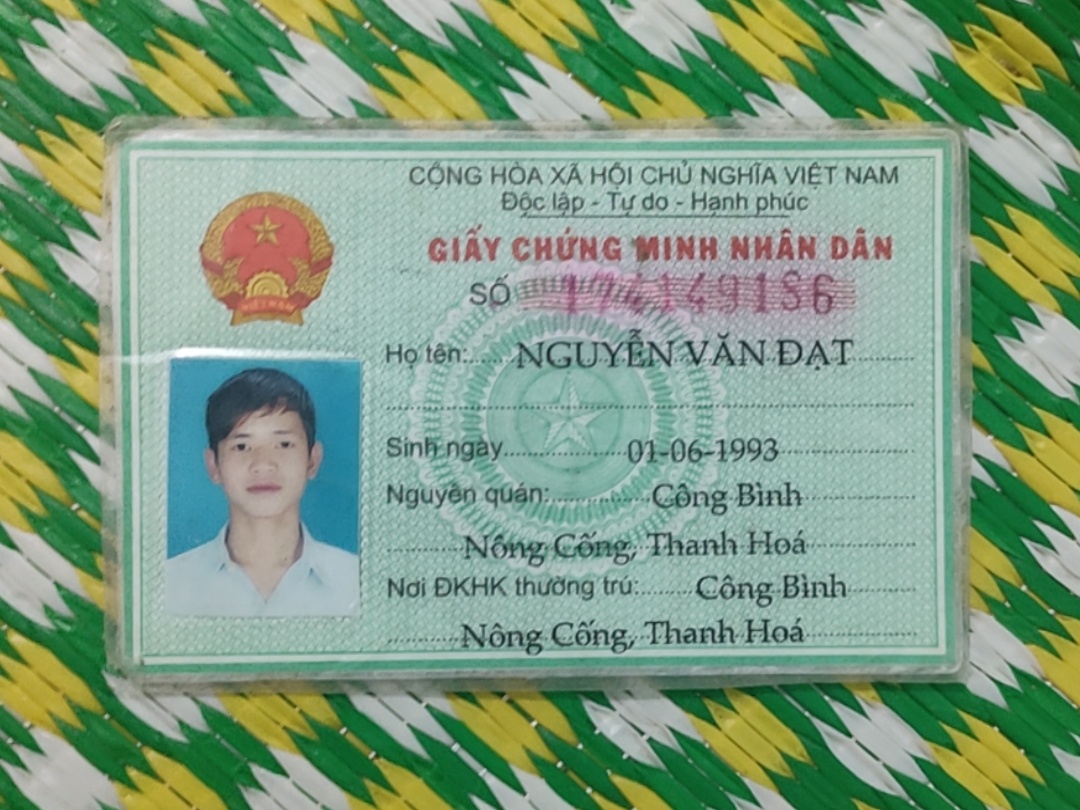 CỘNG HÒA XÃ HỘI CHỦ NGHĨA VIỆT NAM
Độc lập - Tự do - Hạnh phúc
GIẤY CHỨNG MINH NHÂN DÂN
SỐ 174149186
Họ tên: NGUYỄN VĂN ĐẠT
Sinh ngày 01-06-1993
Nguyên quán: Công Bình
Nông Cống, Thanh Hoá
Nơi ĐKHK thường trú: Công Bình
Nông Cống, Thanh Hoá
VIỆT NAM